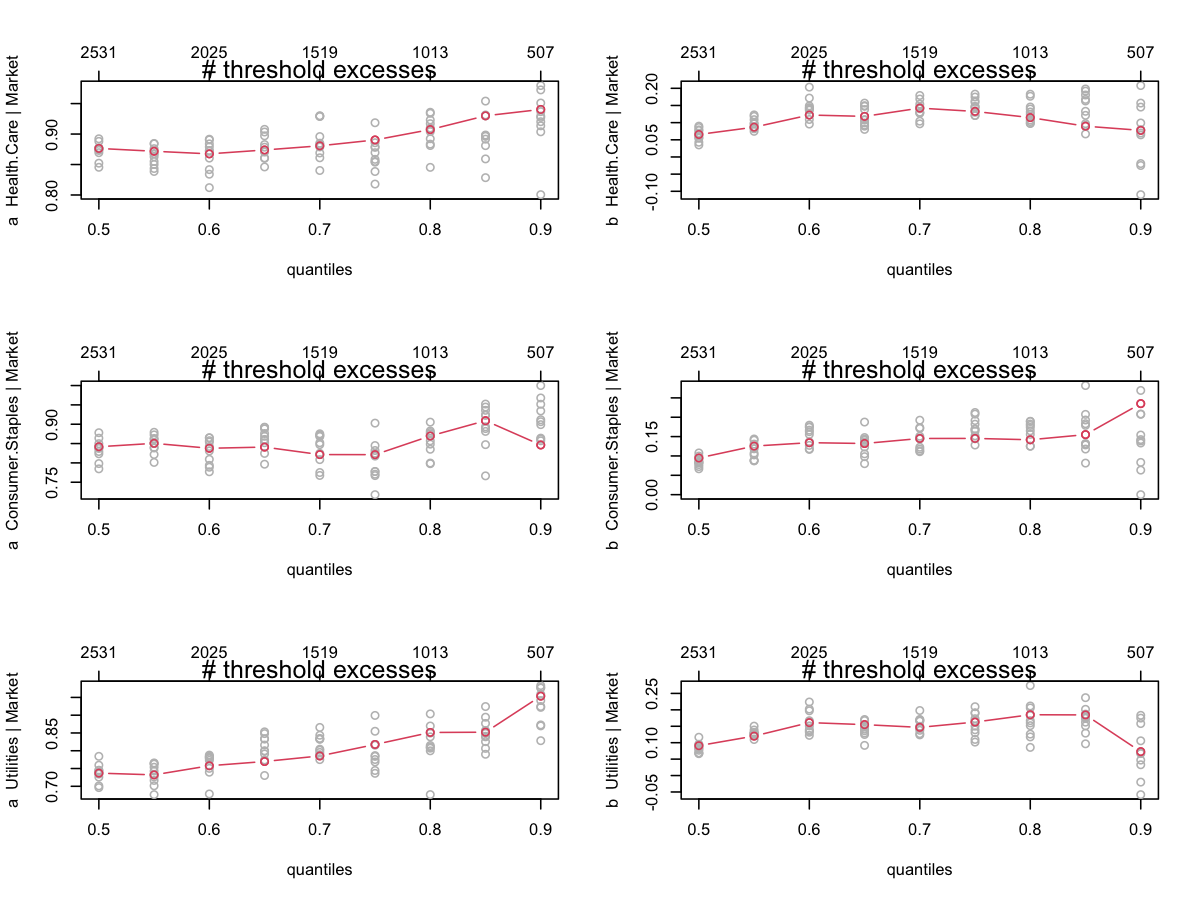 2531 2025 1519 1013 507
# threshold excesses
a Health.Care | Market
0.80 0.90
0.5 0.6 0.7 0.8 0.9
quantiles
2531 2025 1519 1013 507
# threshold excesses
b Health.Care | Market
-0.10 0.05 0.20
0.5 0.6 0.7 0.8 0.9
quantiles
2531 2025 1519 1013 507
# threshold excesses
a Consumer.Staples | Market
0.75 0.90
0.5 0.6 0.7 0.8 0.9
quantiles
2531 2025 1519 1013 507
# threshold excesses
b Consumer.Staples | Market
0.00 0.15
0.5 0.6 0.7 0.8 0.9
quantiles
2531 2025 1519 1013 507
# threshold excesses
a Utilities | Market
0.70 0.85
0.5 0.6 0.7 0.8 0.9
quantiles
2531 2025 1519 1013 507
# threshold excesses
b Utilities | Market
-0.05 0.10 0.25
0.5 0.6 0.7 0.8 0.9
quantiles